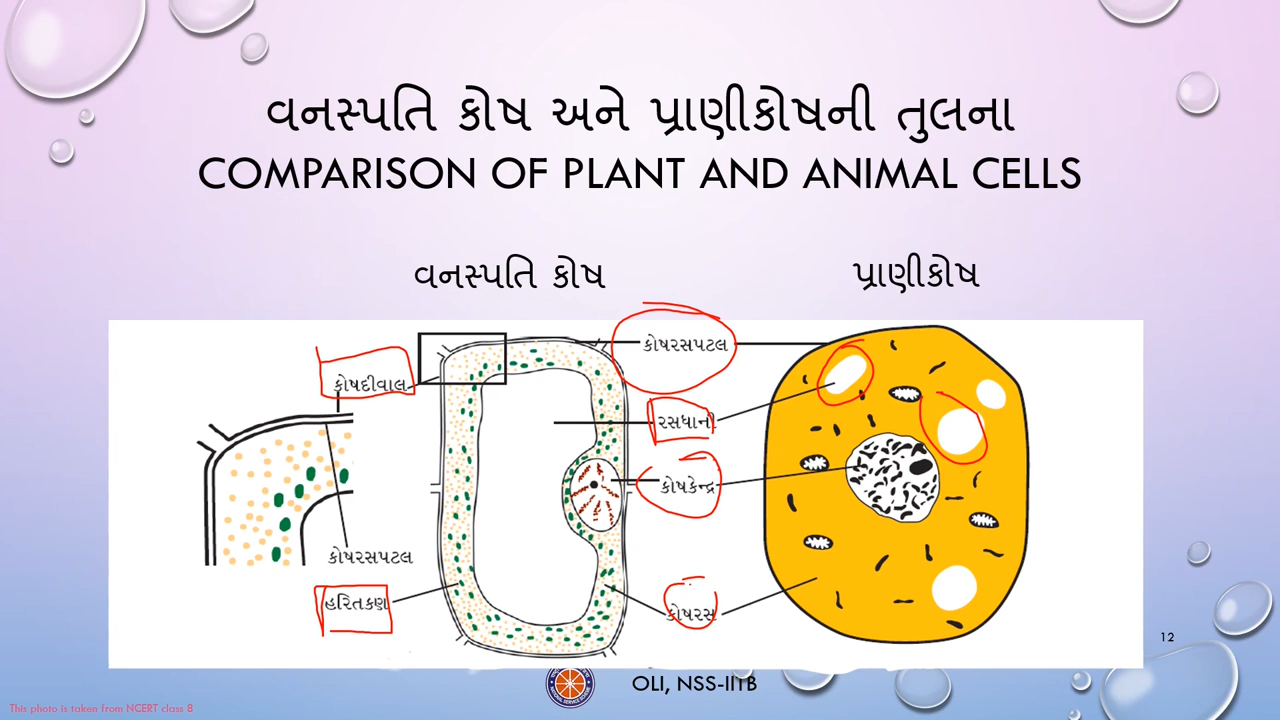 વનસ્પતિ કોષ અને પ્રાણીકોષની તુલના
COMPARISON OF PLANT AND ANIMAL CELLS
વનસ્પતિ કોષ
પ્રાણીકોષ
કોષરસપટલ
કોષદીવાલ
રસધાની
કોષકેન્દ્ર
કોષરસપટલ
હરિતકણ
કોષરસ
12
OLI, NSS-IITB
This photo is taken from NCERT class 8